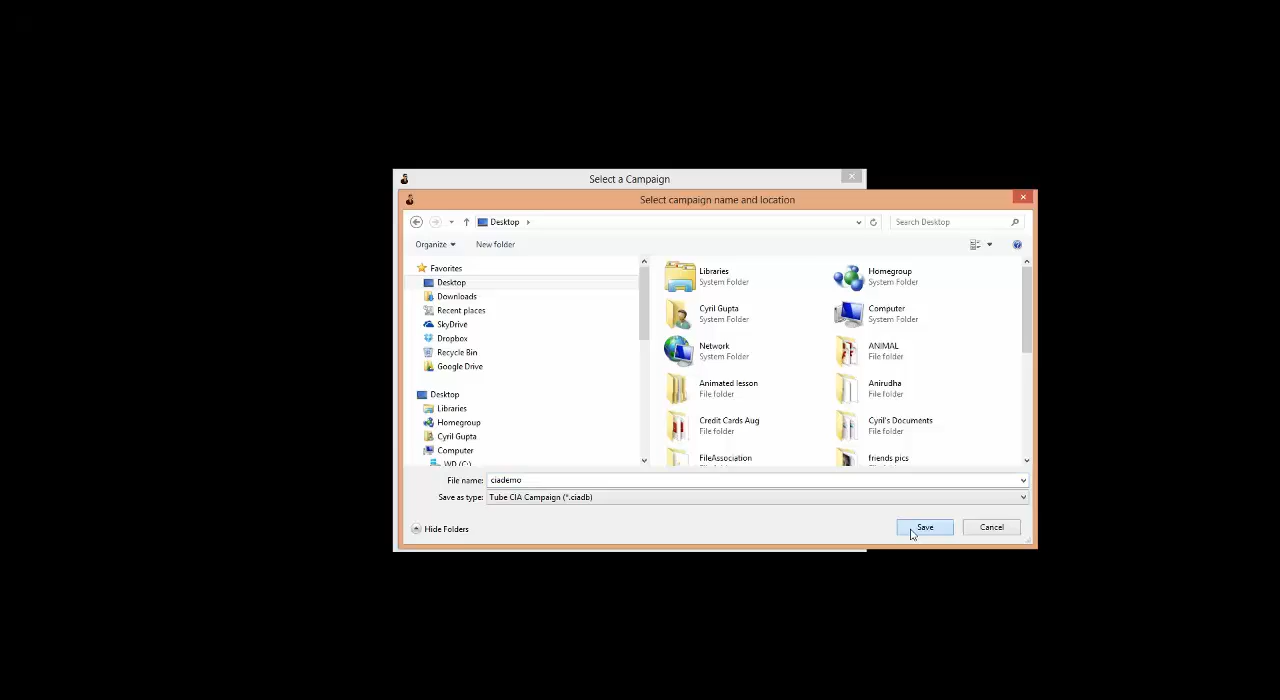 Select a Campaign
Select campaign name and location
Desktop
Search Desktop
Organize
New folder
Favorites
Desktop
Downloads
Recent places
SkyDrive
Dropbox
Recycle Bin
Google Drive
Desktop
Libraries
Homegroup
Cyril Gupta
Computer
WD (C:)
Libraries
System Folder
Homegroup
System Folder
Cyril Gupta
System Folder
Computer
System Folder
Network
System Folder
ANIMAL
File folder
Animated lesson
File folder
Anirudha
File folder
Credit Cards Aug
File folder
Cyril's Documents
File folder
FileAssociation
friends pics
File name: ciademo
Save as type: Tube CIA Campaign (*.ciadb)
Hide Folders
Save
Cancel